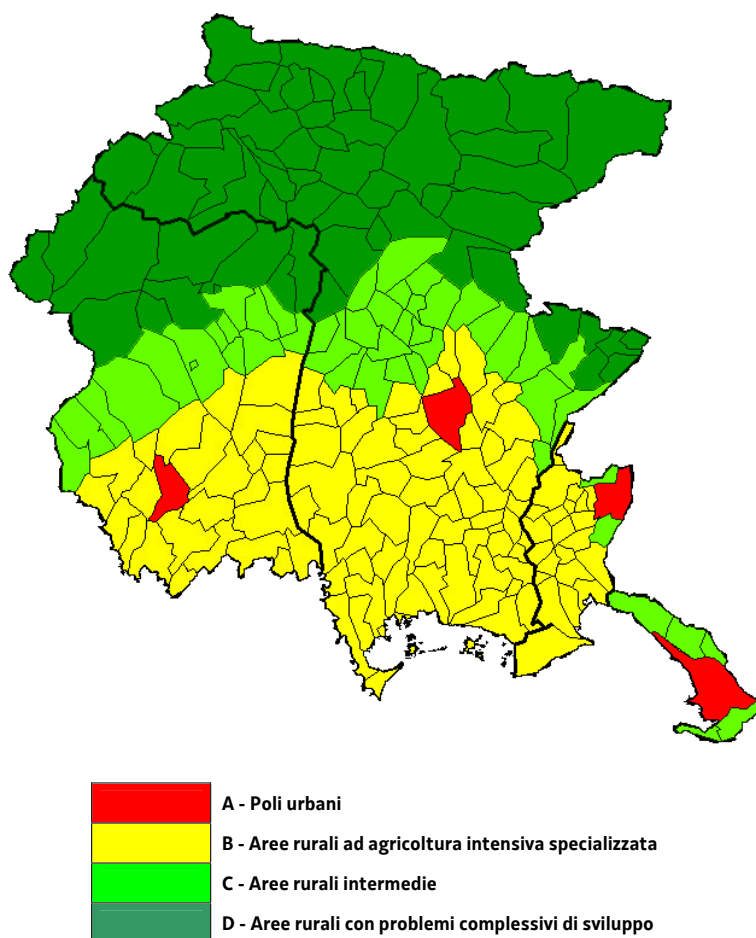 A - Poli urbani
B - Aree rurali ad agricoltura intensiva specializzata
C - Aree rurali intermedie
D - Aree rurali con problemi complessivi di sviluppo